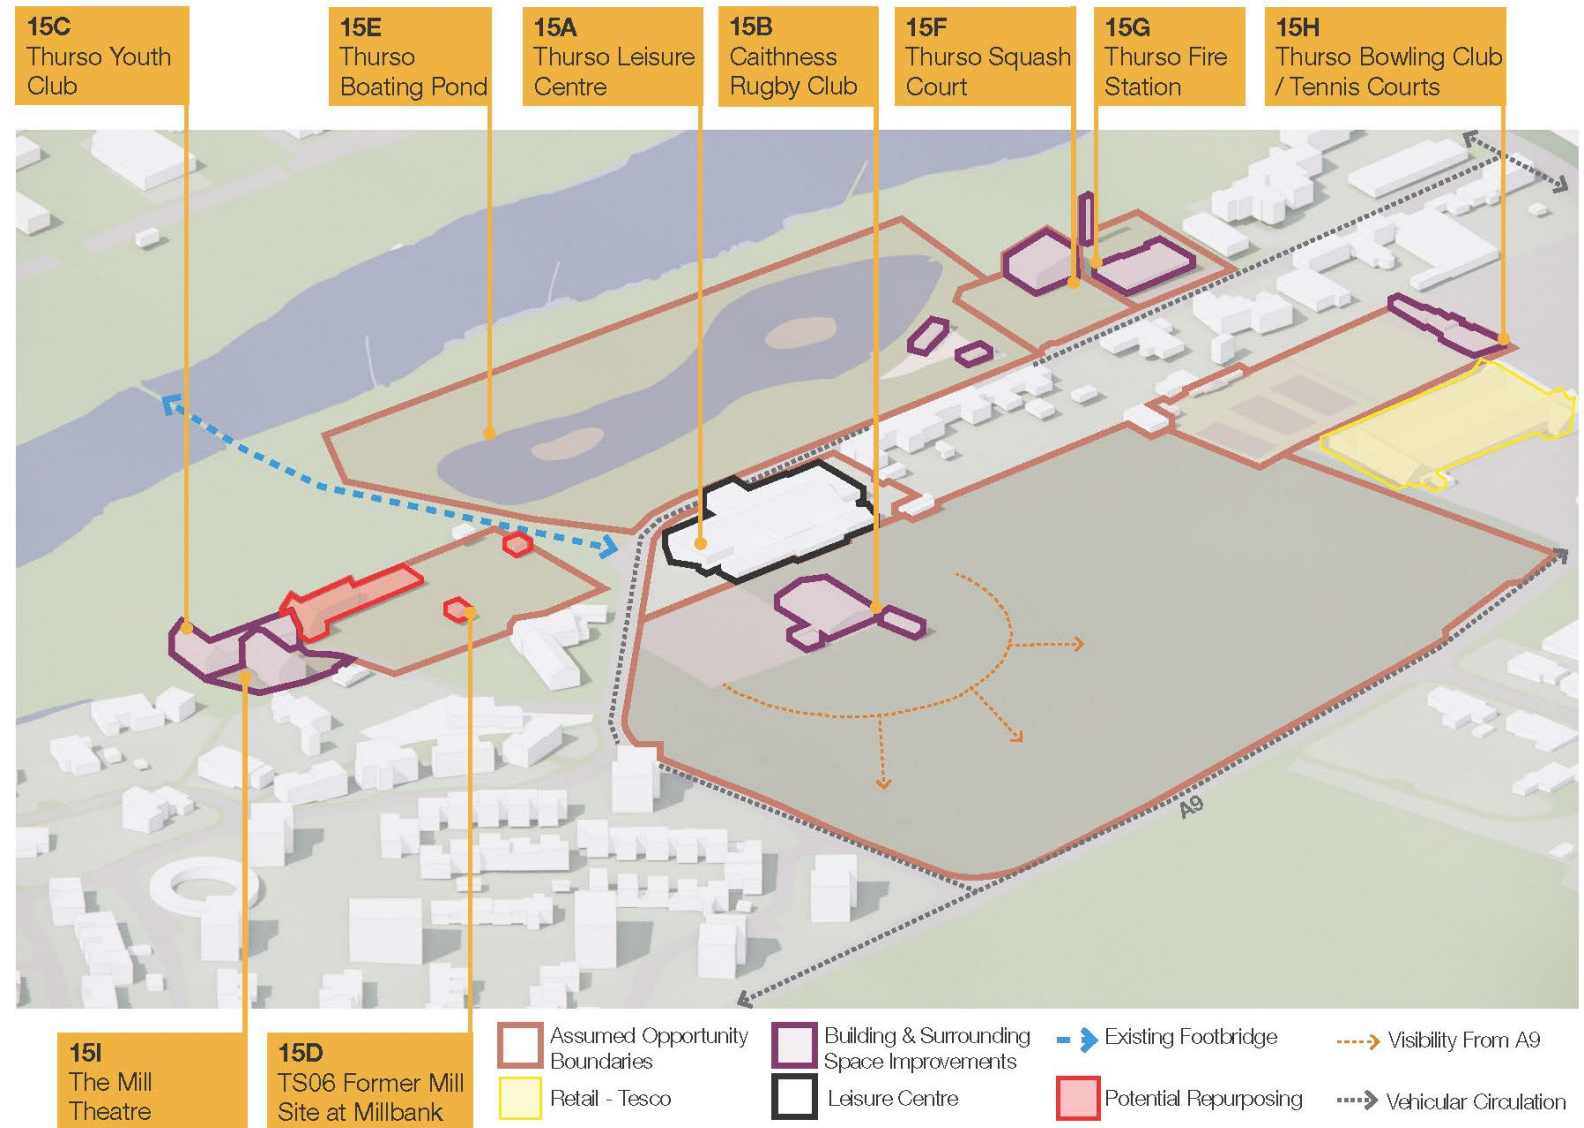 15C
Thurso Youth
Club
15E
Thurso
Boating Pond
15A
Thurso Leisure
Centre
15B
Caithness
Rugby Club
15F
Thurso Squash
Court
15G
Thurso Fire
Station
15H
Thurso Bowling Club
/ Tennis Courts
A9
15I
The Mill
Theatre
15D
TS06 Former Mill
Site at Millbank
Assumed Opportunity
Boundaries
Retail - Tesco
Building & Surrounding
Space Improvements
Leisure Centre
Existing Footbridge
Potential Repurposing
Visibility From A9
Vehicular Circulation